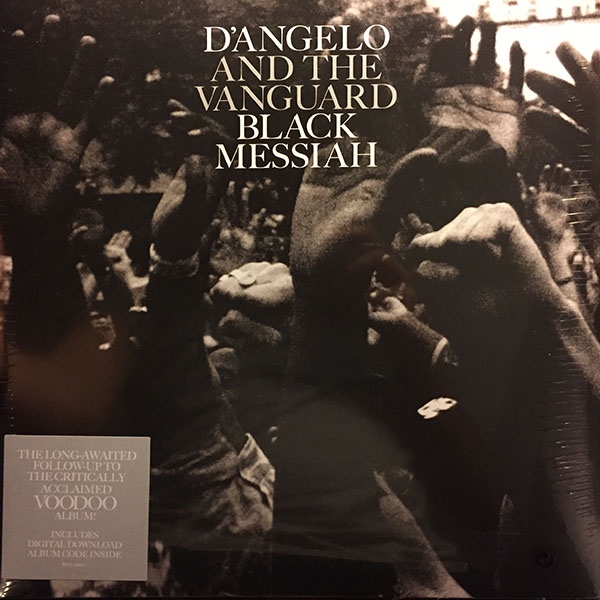 D'ANGELO
AND THE
VANGUARD
BLACK
MESSIAH
THE LONG-AWAITED
FOLLOW-UP TO
THE CRITICALLY
ACCLAIMED
VOODOO
ALBUM!
INCLUDES
DIGITAL DOWNLOAD
ALBUM CODE INSIDE